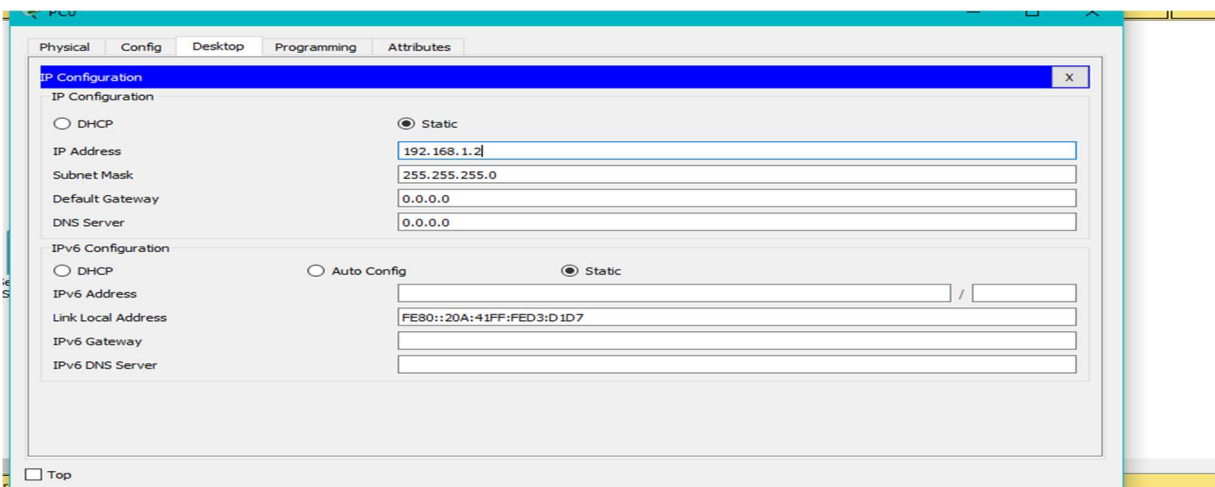 PC0
Physical Config Desktop Programming Attributes
IP Configuration X
IP Configuration
DHCP Static
IP Address 192.168.1.2
Subnet Mask 255.255.255.0
Default Gateway 0.0.0.0
DNS Server 0.0.0.0
IPv6 Configuration
DHCP Auto Config Static
IPv6 Address /
Link Local Address FE80::20A:41FF:FED3:D1D7
IPv6 Gateway
IPv6 DNS Server
Top